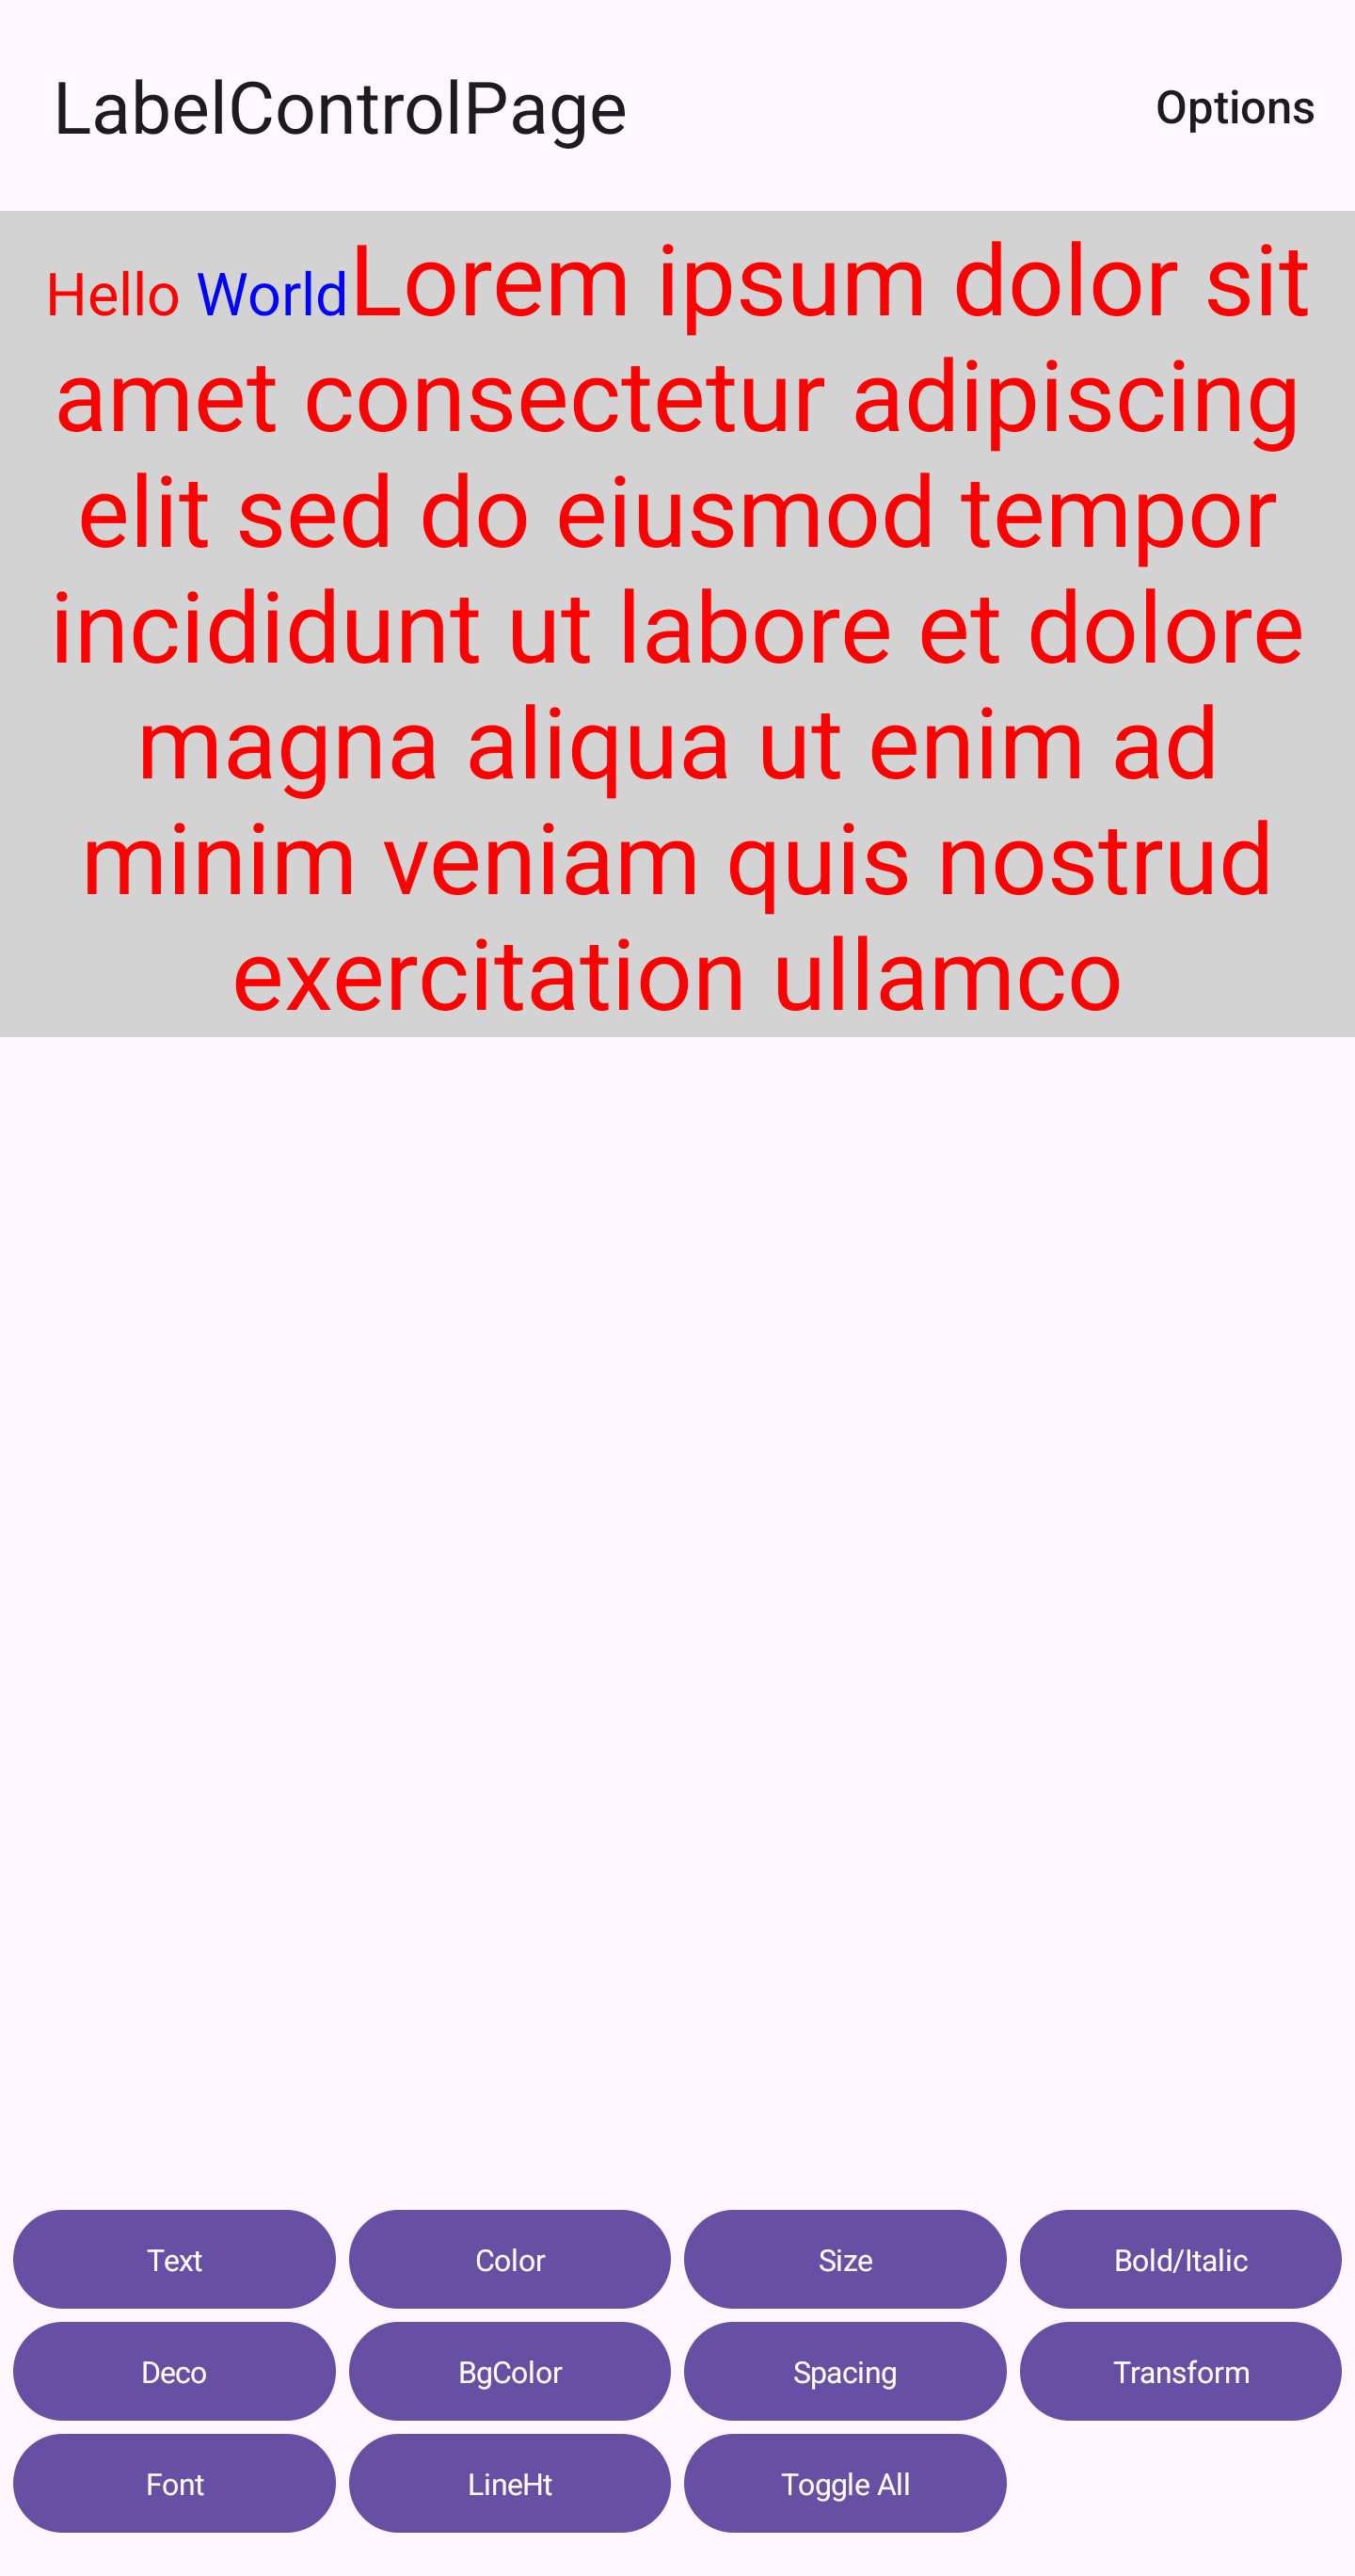 LabelControlPage
Options
Hello WorldLorem ipsum dolor sit
amet consectetur adipiscing
elit sed do eiusmod tempor
incididunt ut labore et dolore
magna aliqua ut enim ad
minim veniam quis nostrud
exercitation ullamco
Text
Color
Size
Bold/Italic
Deco
BgColor
Spacing
Transform
Font
LineHt
Toggle All